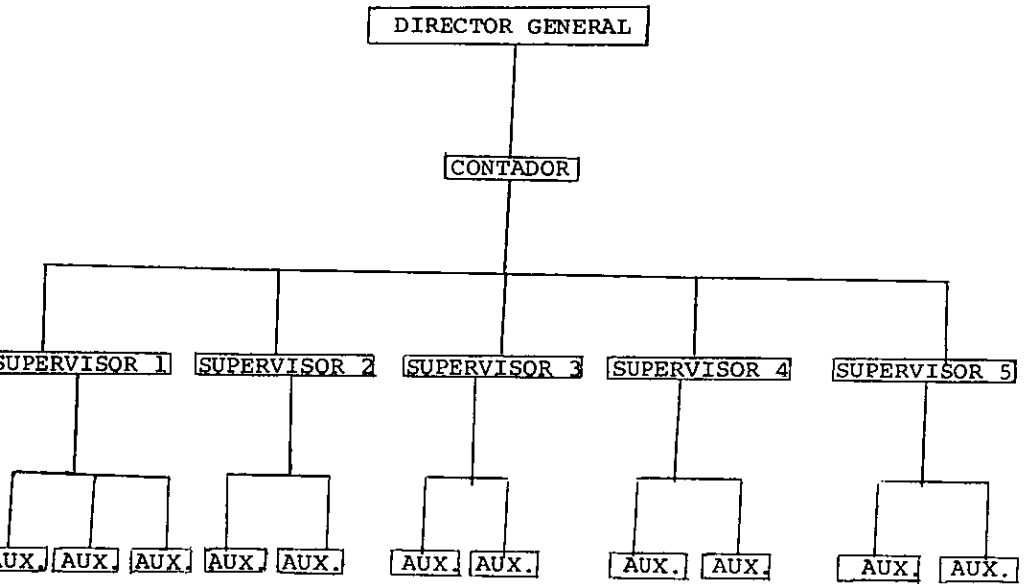 DIRECTOR GENERAL
CONTADOR
SUPERVISOR 1 SUPERVISOR 2 SUPERVISOR 3 SUPERVISOR 4 SUPERVISOR 5
AUX. AUX. AUX. AUX. AUX. AUX. AUX. AUX. AUX. AUX. AUX.